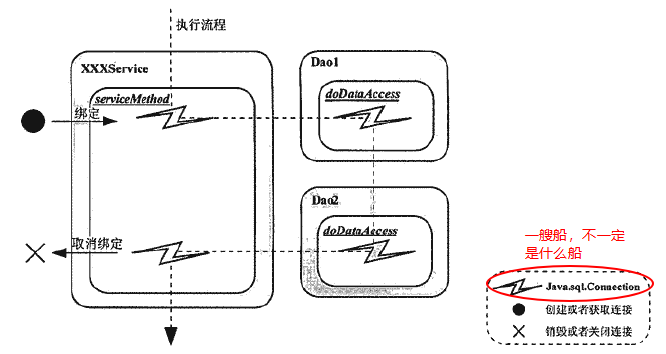 执行流程
XXXService
Dao1
serviceMethod
doDataAccess
绑定
Dao2
doDataAccess
取消绑定
一艘船，不一定
是什么船
Java.sql.Connection
创建或者获取连接
销毁或者关闭连接